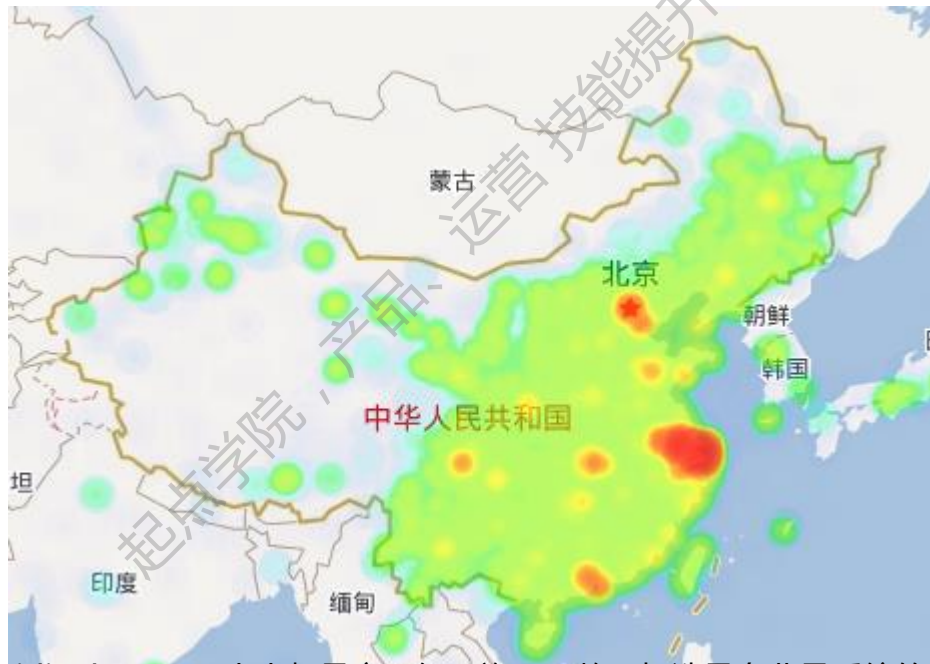 蒙古
北京
朝鲜
韩国
中华人民共和国
坦
印度
缅甸
起点学院，产品、运营 技能提升